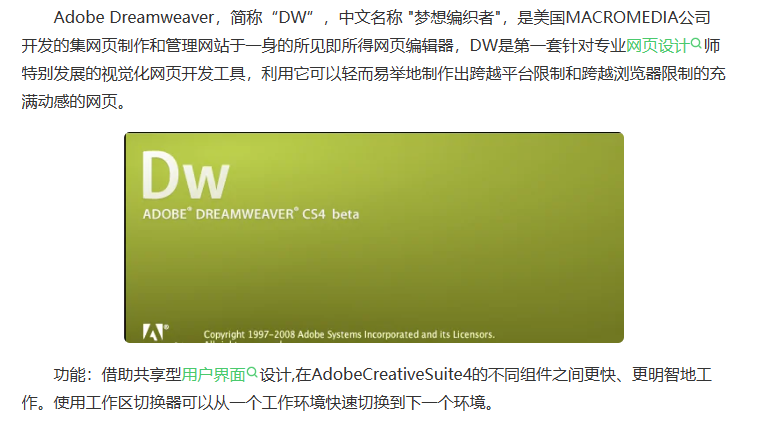 Adobe Dreamweaver，简称“DW”，中文名称 "梦想编织者"，是美国MACROMEDIA公司
开发的集网页制作和管理网站于一身的所见即所得网页编辑器，DW是第一套针对专业网页设计师
特别发展的视觉化网页开发工具，利用它可以轻而易举地制作出跨越平台限制和跨越浏览器限制的充
满动感的网页。
Dw
ADOBE® DREAMWEAVER® CS4 beta
Copyright 1997-2008 Adobe Systems Incorporated and its Licensors.
功能：借助共享型用户界面设计,在AdobeCreativeSuite4的不同组件之间更快、更明智地工
作。使用工作区切换器可以从一个工作环境快速切换到下一个环境。